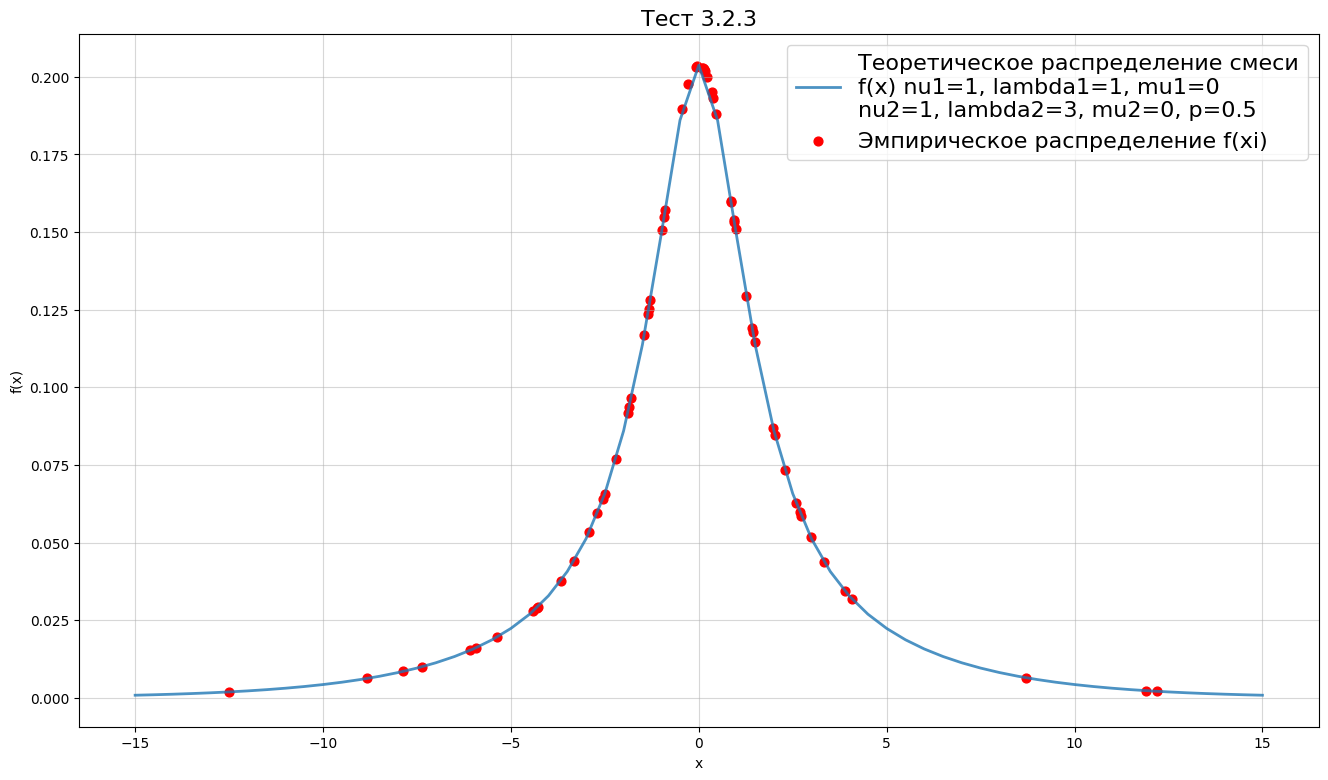 Тест 3.2.3
Теоретическое распределение смеси
f(x) nu1=1, lambda1=1, mu1=0
nu2=1, lambda2=3, mu2=0, p=0.5
Эмпирическое распределение f(xi)
f(x)
0.200
0.175
0.150
0.125
0.100
0.075
0.050
0.025
0.000
−15
−10
−5
0
5
10
15
x